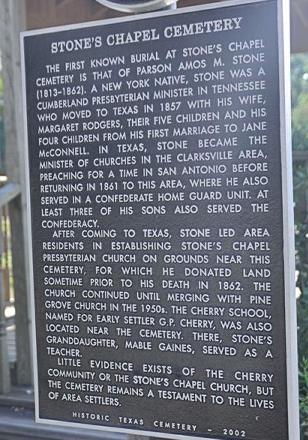 STONE'S CHAPEL CEMETERY
THE FIRST KNOWN BURIAL AT STONE'S CHAPEL
CEMETERY IS THAT OF PARSON AMOS M. STONE
(1813-1862). A NEW YORK NATIVE, STONE WAS A
CUMBERLAND PRESBYTERIAN MINISTER IN TENNESSEE
WHO MOVED TO TEXAS IN 1857 WITH HIS WIFE,
MARGARET RODGERS, THEIR FIVE CHILDREN AND HIS
FOUR CHILDREN FROM HIS FIRST MARRIAGE TO JANE
McCONNELL. IN TEXAS, STONE BECAME THE
MINISTER OF CHURCHES IN THE CLARKSVILLE AREA,
PREACHING FOR A TIME IN SAN ANTONIO BEFORE
RETURNING IN 1861 TO THIS AREA, WHERE HE ALSO
SERVED IN A CONFEDERATE HOME GUARD UNIT. AT
LEAST THREE OF HIS SONS ALSO SERVED THE
CONFEDERACY.
AFTER COMING TO TEXAS, STONE LED AREA
RESIDENTS IN ESTABLISHING STONE'S CHAPEL
PRESBYTERIAN CHURCH ON GROUNDS NEAR THIS
CEMETERY, FOR WHICH HE DONATED LAND
SOMETIME PRIOR TO HIS DEATH IN 1862. THE
CHURCH CONTINUED UNTIL MERGING WITH PINE
GROVE CHURCH IN THE 1950s. THE CHERRY SCHOOL,
NAMED FOR EARLY SETTLER G.P. CHERRY, WAS ALSO
LOCATED NEAR THE CEMETERY. THERE, STONE'S
GRANDDAUGHTER, MABLE GAINES, SERVED AS A
TEACHER.
LITTLE EVIDENCE EXISTS OF THE CHERRY
COMMUNITY OR THE STONE'S CHAPEL CHURCH, BUT
THE CEMETERY REMAINS A TESTAMENT TO THE LIVES
OF AREA SETTLERS.
HISTORIC TEXAS CEMETERY – 2002